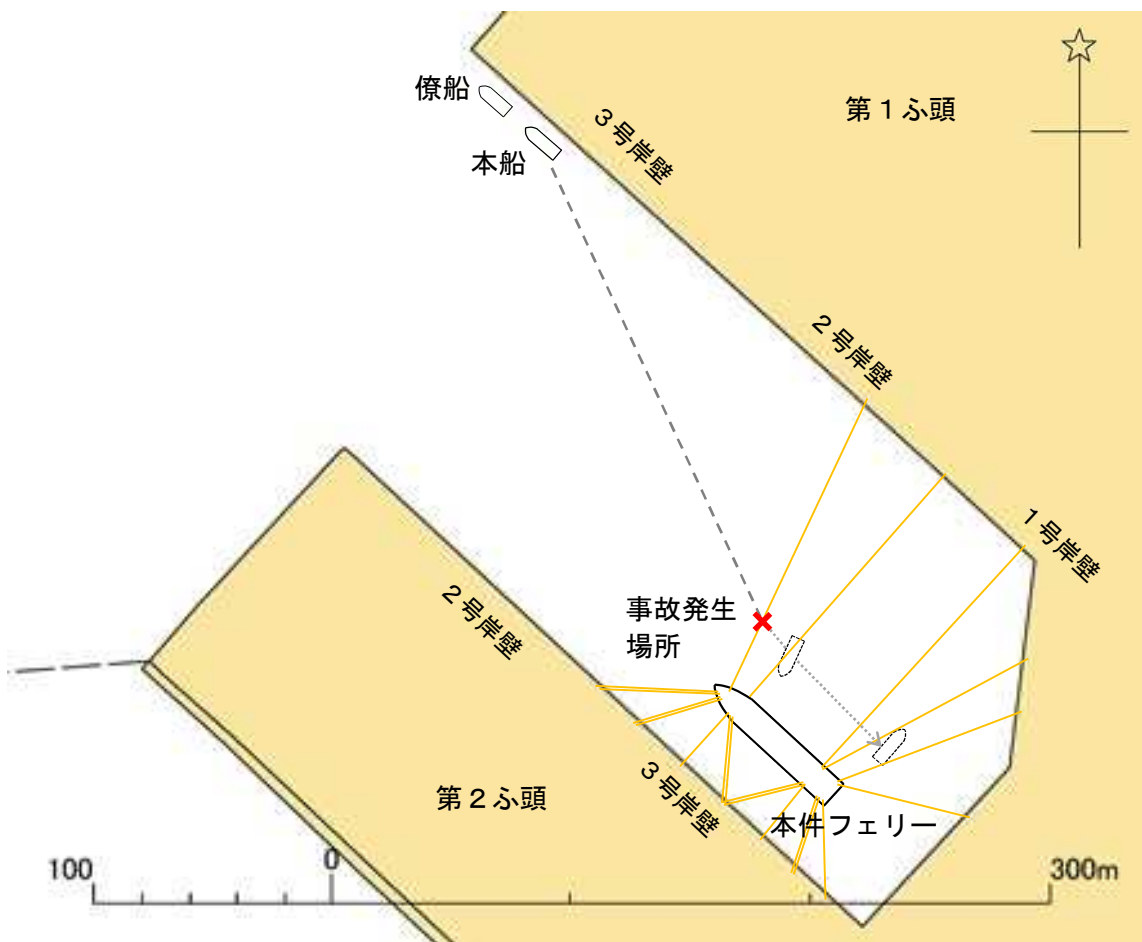 僚船
本船
第１ふ頭
３号岸壁
２号岸壁
１号岸壁
２号岸壁
事故発生
場所
３号岸壁
第２ふ頭
本件フェリー
100
0
300m